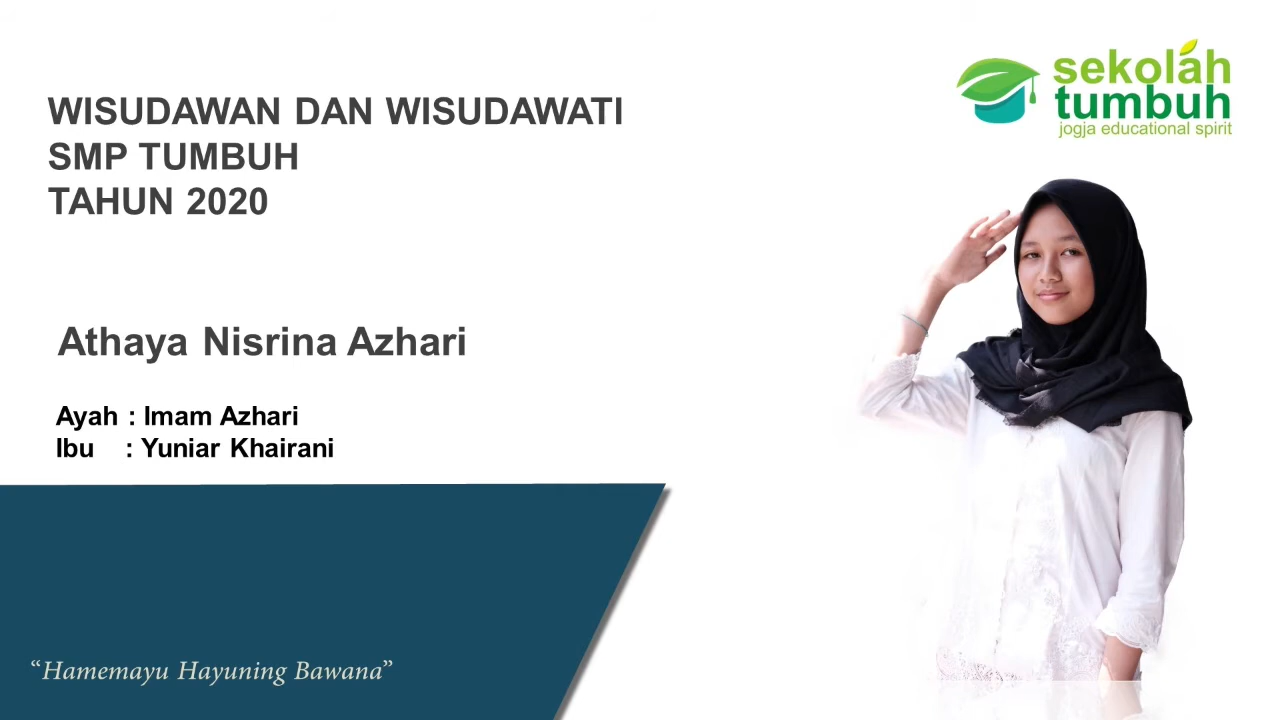 WISUDAWAN DAN WISUDAWATI
SMP TUMBUH
TAHUN 2020
sekolah
tumbuh
jogja educational spirit
Athaya Nisrina Azhari
Ayah : Imam Azhari
Ibu : Yuniar Khairani
“Hamemayu Hayuning Bawana”